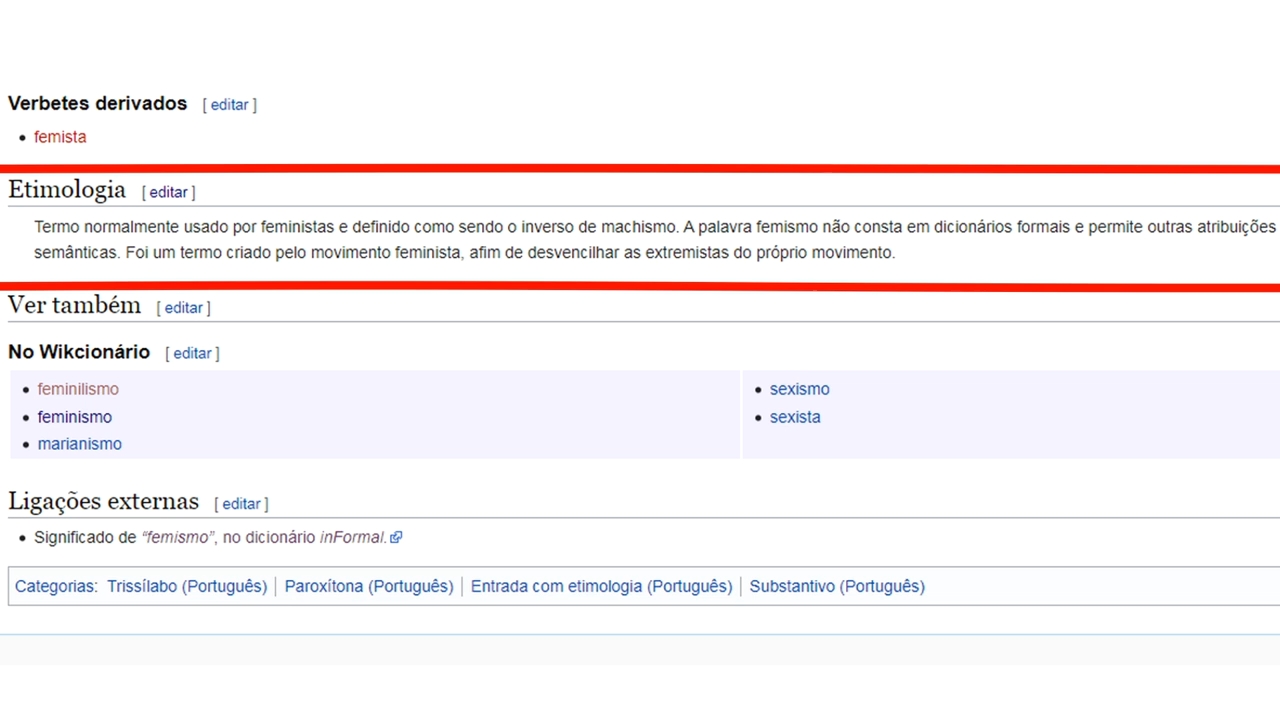 Verbetes derivados [ editar ]
• femista
Etimologia [ editar ]
Termo normalmente usado por feministas e definido como sendo o inverso de machismo. A palavra femismo não consta em dicionários formais e permite outras atribuições
semânticas. Foi um termo criado pelo movimento feminista, afim de desvencilhar as extremistas do próprio movimento.
Ver também [ editar ]
No Wikcionário [ editar ]
• feminilismo
• feminismo
• marianismo
• sexismo
• sexista
Ligações externas [ editar ]
• Significado de “femismo”, no dicionário inFormal.
Categorias: Trissílabo (Português) | Paroxítona (Português) | Entrada com etimologia (Português) | Substantivo (Português)